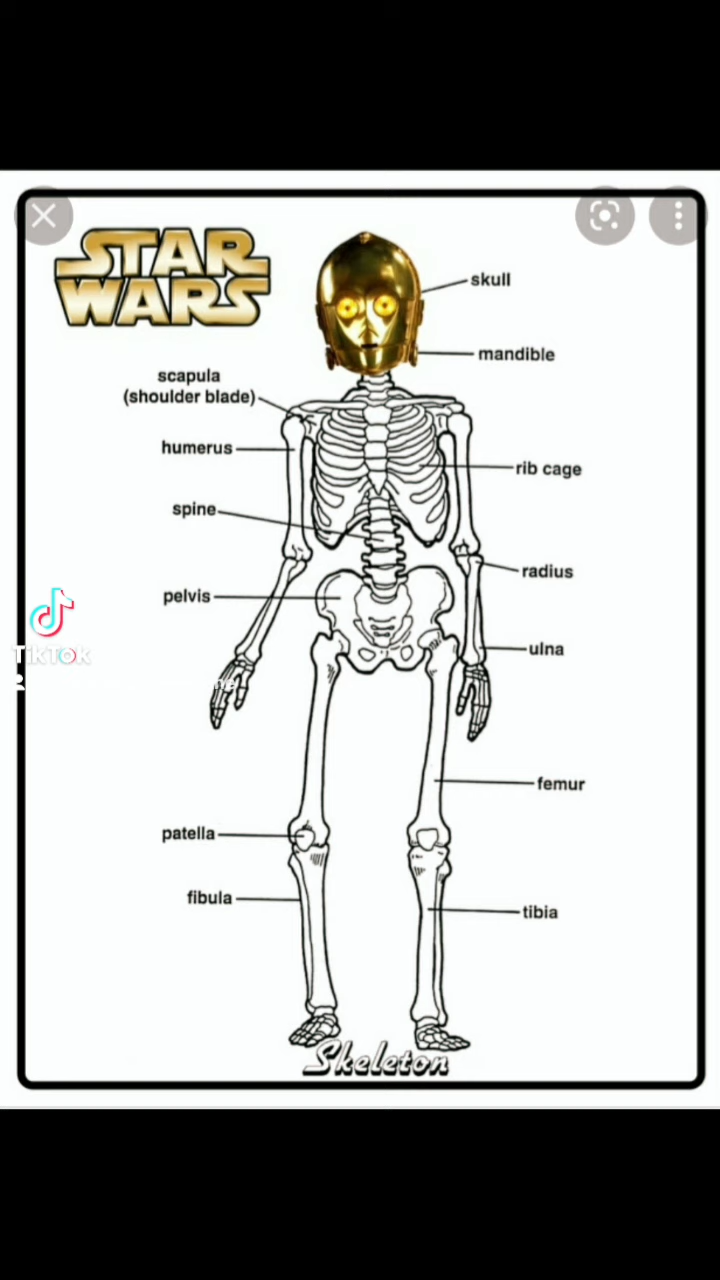 STAR
WARS
skull
mandible
scapula
(shoulder blade)
humerus
rib cage
spine
radius
pelvis
ulna
TikTok
femur
patella
fibula
tibia
Skeleton